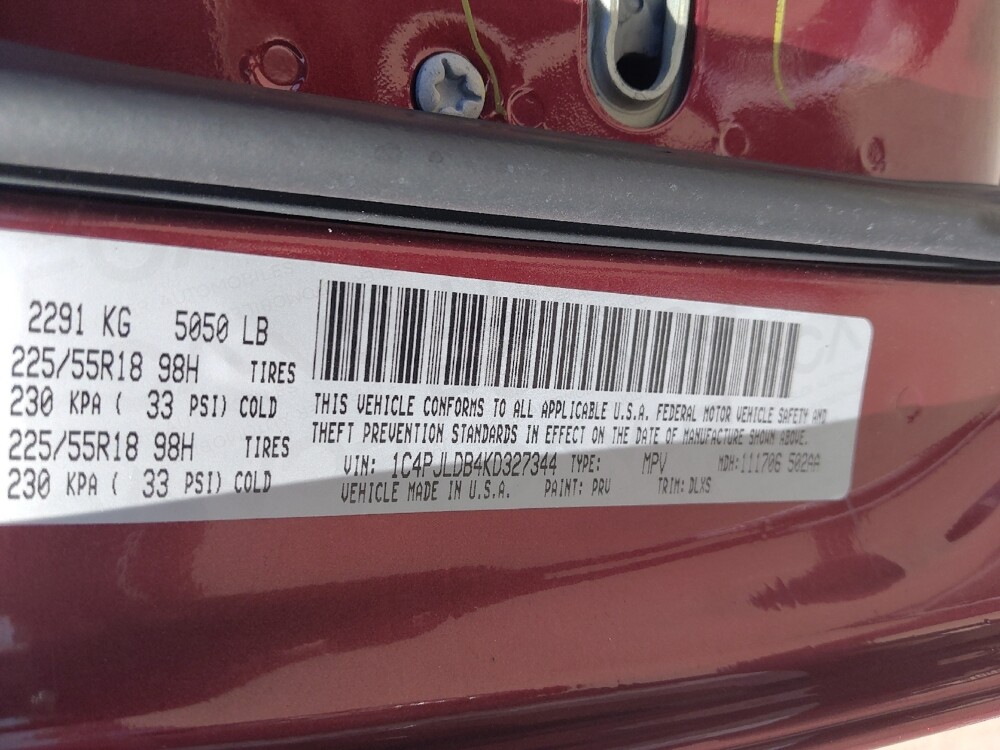 2291 KG 5050 LB
225/55R18 98H TIRES
230 KPA ( 33 PSI) COLD
225/55R18 98H TIRES
230 KPA ( 33 PSI) COLD
THIS VEHICLE CONFORMS TO ALL APPLICABLE U.S.A. FEDERAL MOTOR VEHICLE SAFETY AND
THEFT PREVENTION STANDARDS IN EFFECT ON THE DATE OF MANUFACTURE SHOWN ABOVE.
VIN: 1C4PJLDB4KD327344 TYPE: MPV MDH: 111706 502AA
VEHICLE MADE IN U.S.A. PAINT: PRV TRIM: DLXS